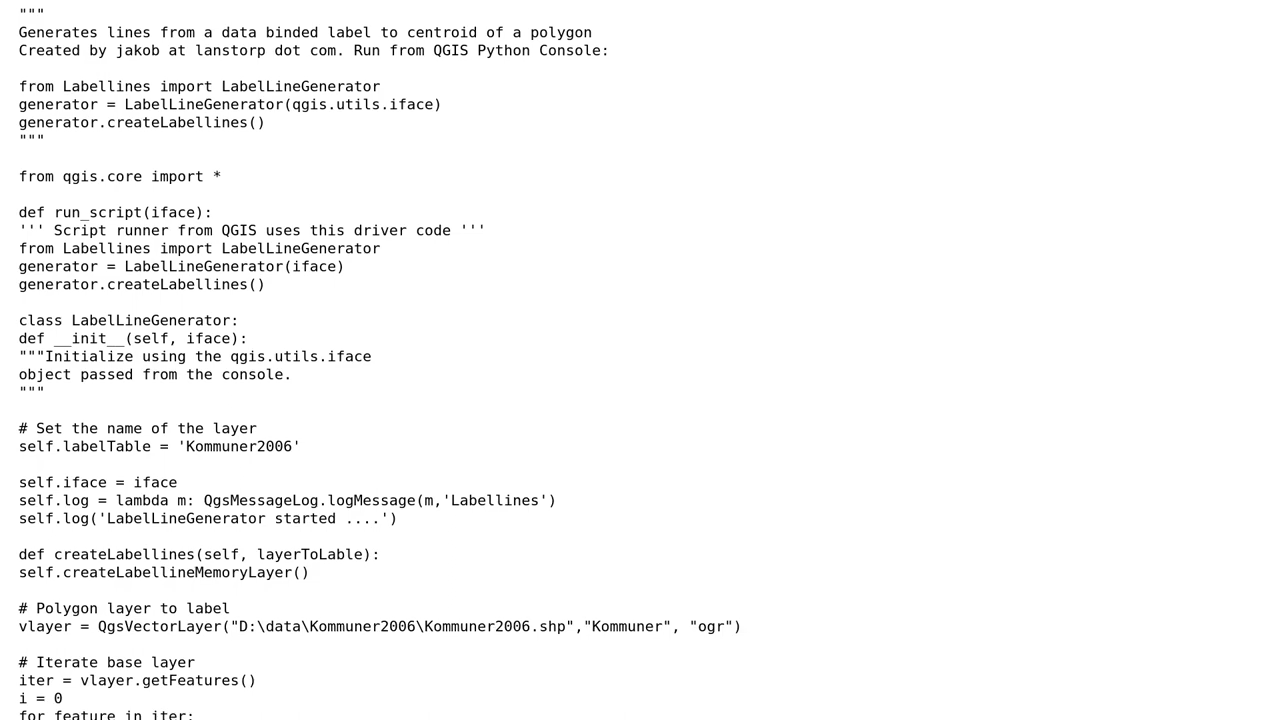 """
Generates lines from a data binded label to centroid of a polygon
Created by jakob at lanstorp dot com. Run from QGIS Python Console:

from Labellines import LabelLineGenerator
generator = LabelLineGenerator(qgis.utils.iface)
generator.createLabellines()
"""

from qgis.core import *

def run_script(iface):
''' Script runner from QGIS uses this driver code '''
from Labellines import LabelLineGenerator
generator = LabelLineGenerator(iface)
generator.createLabellines()

class LabelLineGenerator:
def __init__(self, iface):
"""Initialize using the qgis.utils.iface
object passed from the console.
"""

# Set the name of the layer
self.labelTable = 'Kommuner2006'

self.iface = iface
self.log = lambda m: QgsMessageLog.logMessage(m,'Labellines')
self.log('LabelLineGenerator started ....')

def createLabellines(self, layerToLable):
self.createLabellineMemoryLayer()

# Polygon layer to label
vlayer = QgsVectorLayer("D:\data\Kommuner2006\Kommuner2006.shp","Kommuner", "ogr")

# Iterate base layer
iter = vlayer.getFeatures()
i = 0
for feature in iter: